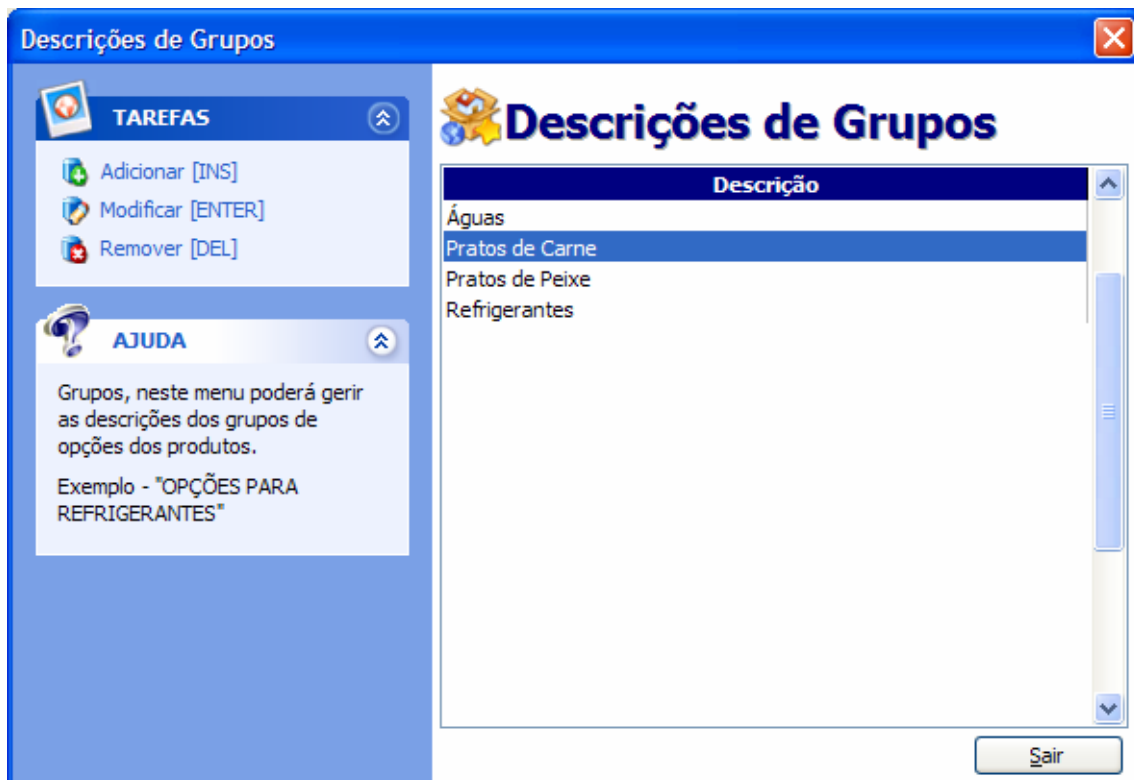 Descrições de Grupos
TAREFAS
Adicionar [INS]
Modificar [ENTER]
Remover [DEL]
AJUDA
Grupos, neste menu poderá gerir
as descrições dos grupos de
opções dos produtos.
Exemplo - "OPÇÕES PARA
REFRIGERANTES"
Descrições de Grupos
Descrição
Águas
Pratos de Carne
Pratos de Peixe
Refrigerantes
Sair